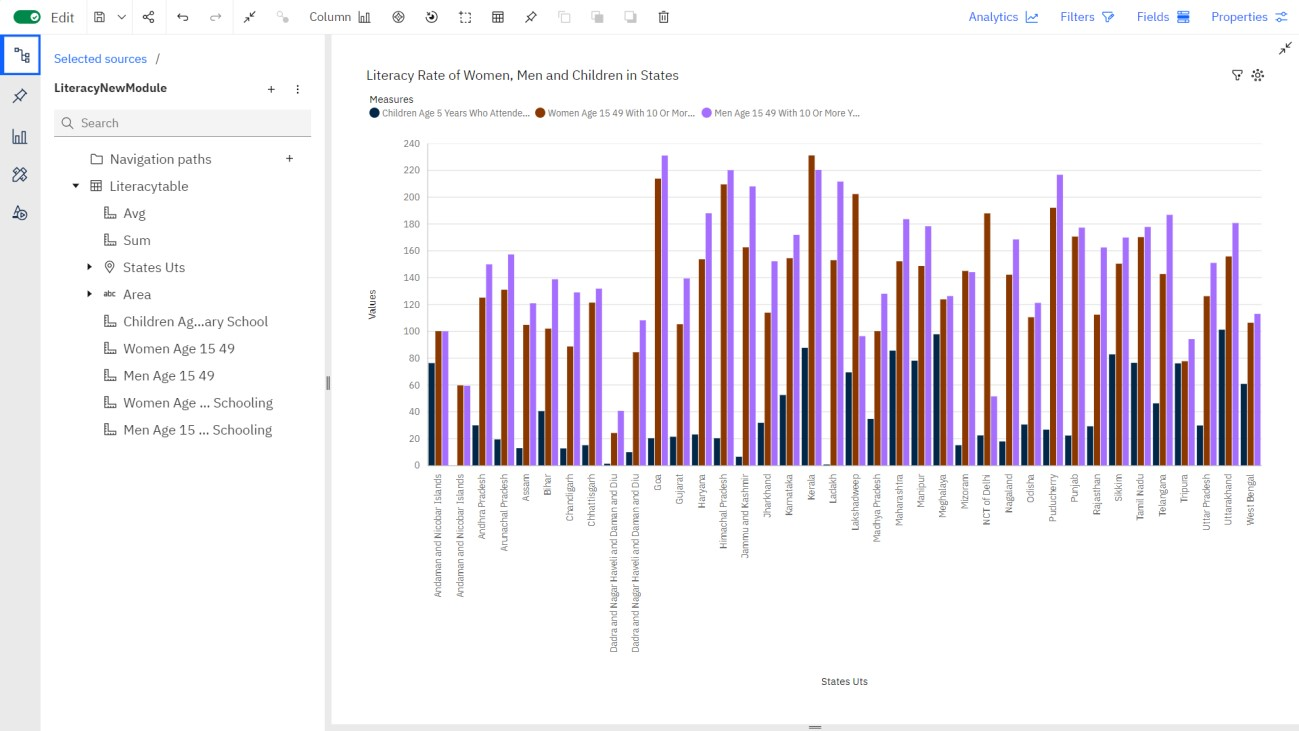 Edit
Column
Analytics
Filters
Fields
Properties
Selected sources /
LiteracyNewModule
Search
Navigation paths
Literacytable
Avg
Sum
States Uts
abc Area
Children Ag...ary School
Women Age 15 49
Men Age 15 49
Women Age ... Schooling
Men Age 15 ... Schooling
Literacy Rate of Women, Men and Children in States
Measures
Children Age 5 Years Who Attende...
Women Age 15 49 With 10 Or Mor...
Men Age 15 49 With 10 Or More Y...
Values
240
220
200
180
160
140
120
100
80
60
40
20
0
Andaman and Nicobar Islands
Andaman and Nicobar Islands
Andhra Pradesh
Arunachal Pradesh
Assam
Bihar
Chandigarh
Chhattisgarh
Dadra and Nagar Haveli and Daman and Diu
Dadra and Nagar Haveli and Daman and Diu
Goa
Gujarat
Haryana
Himachal Pradesh
Jammu and Kashmir
Jharkhand
Karnataka
Kerala
Ladakh
Lakshadweep
Madhya Pradesh
Maharashtra
Manipur
Meghalaya
Mizoram
NCT of Delhi
Nagaland
Odisha
Puducherry
Punjab
Rajasthan
Sikkim
Tamil Nadu
Telangana
Tripura
Uttar Pradesh
Uttarakhand
West Bengal
States Uts